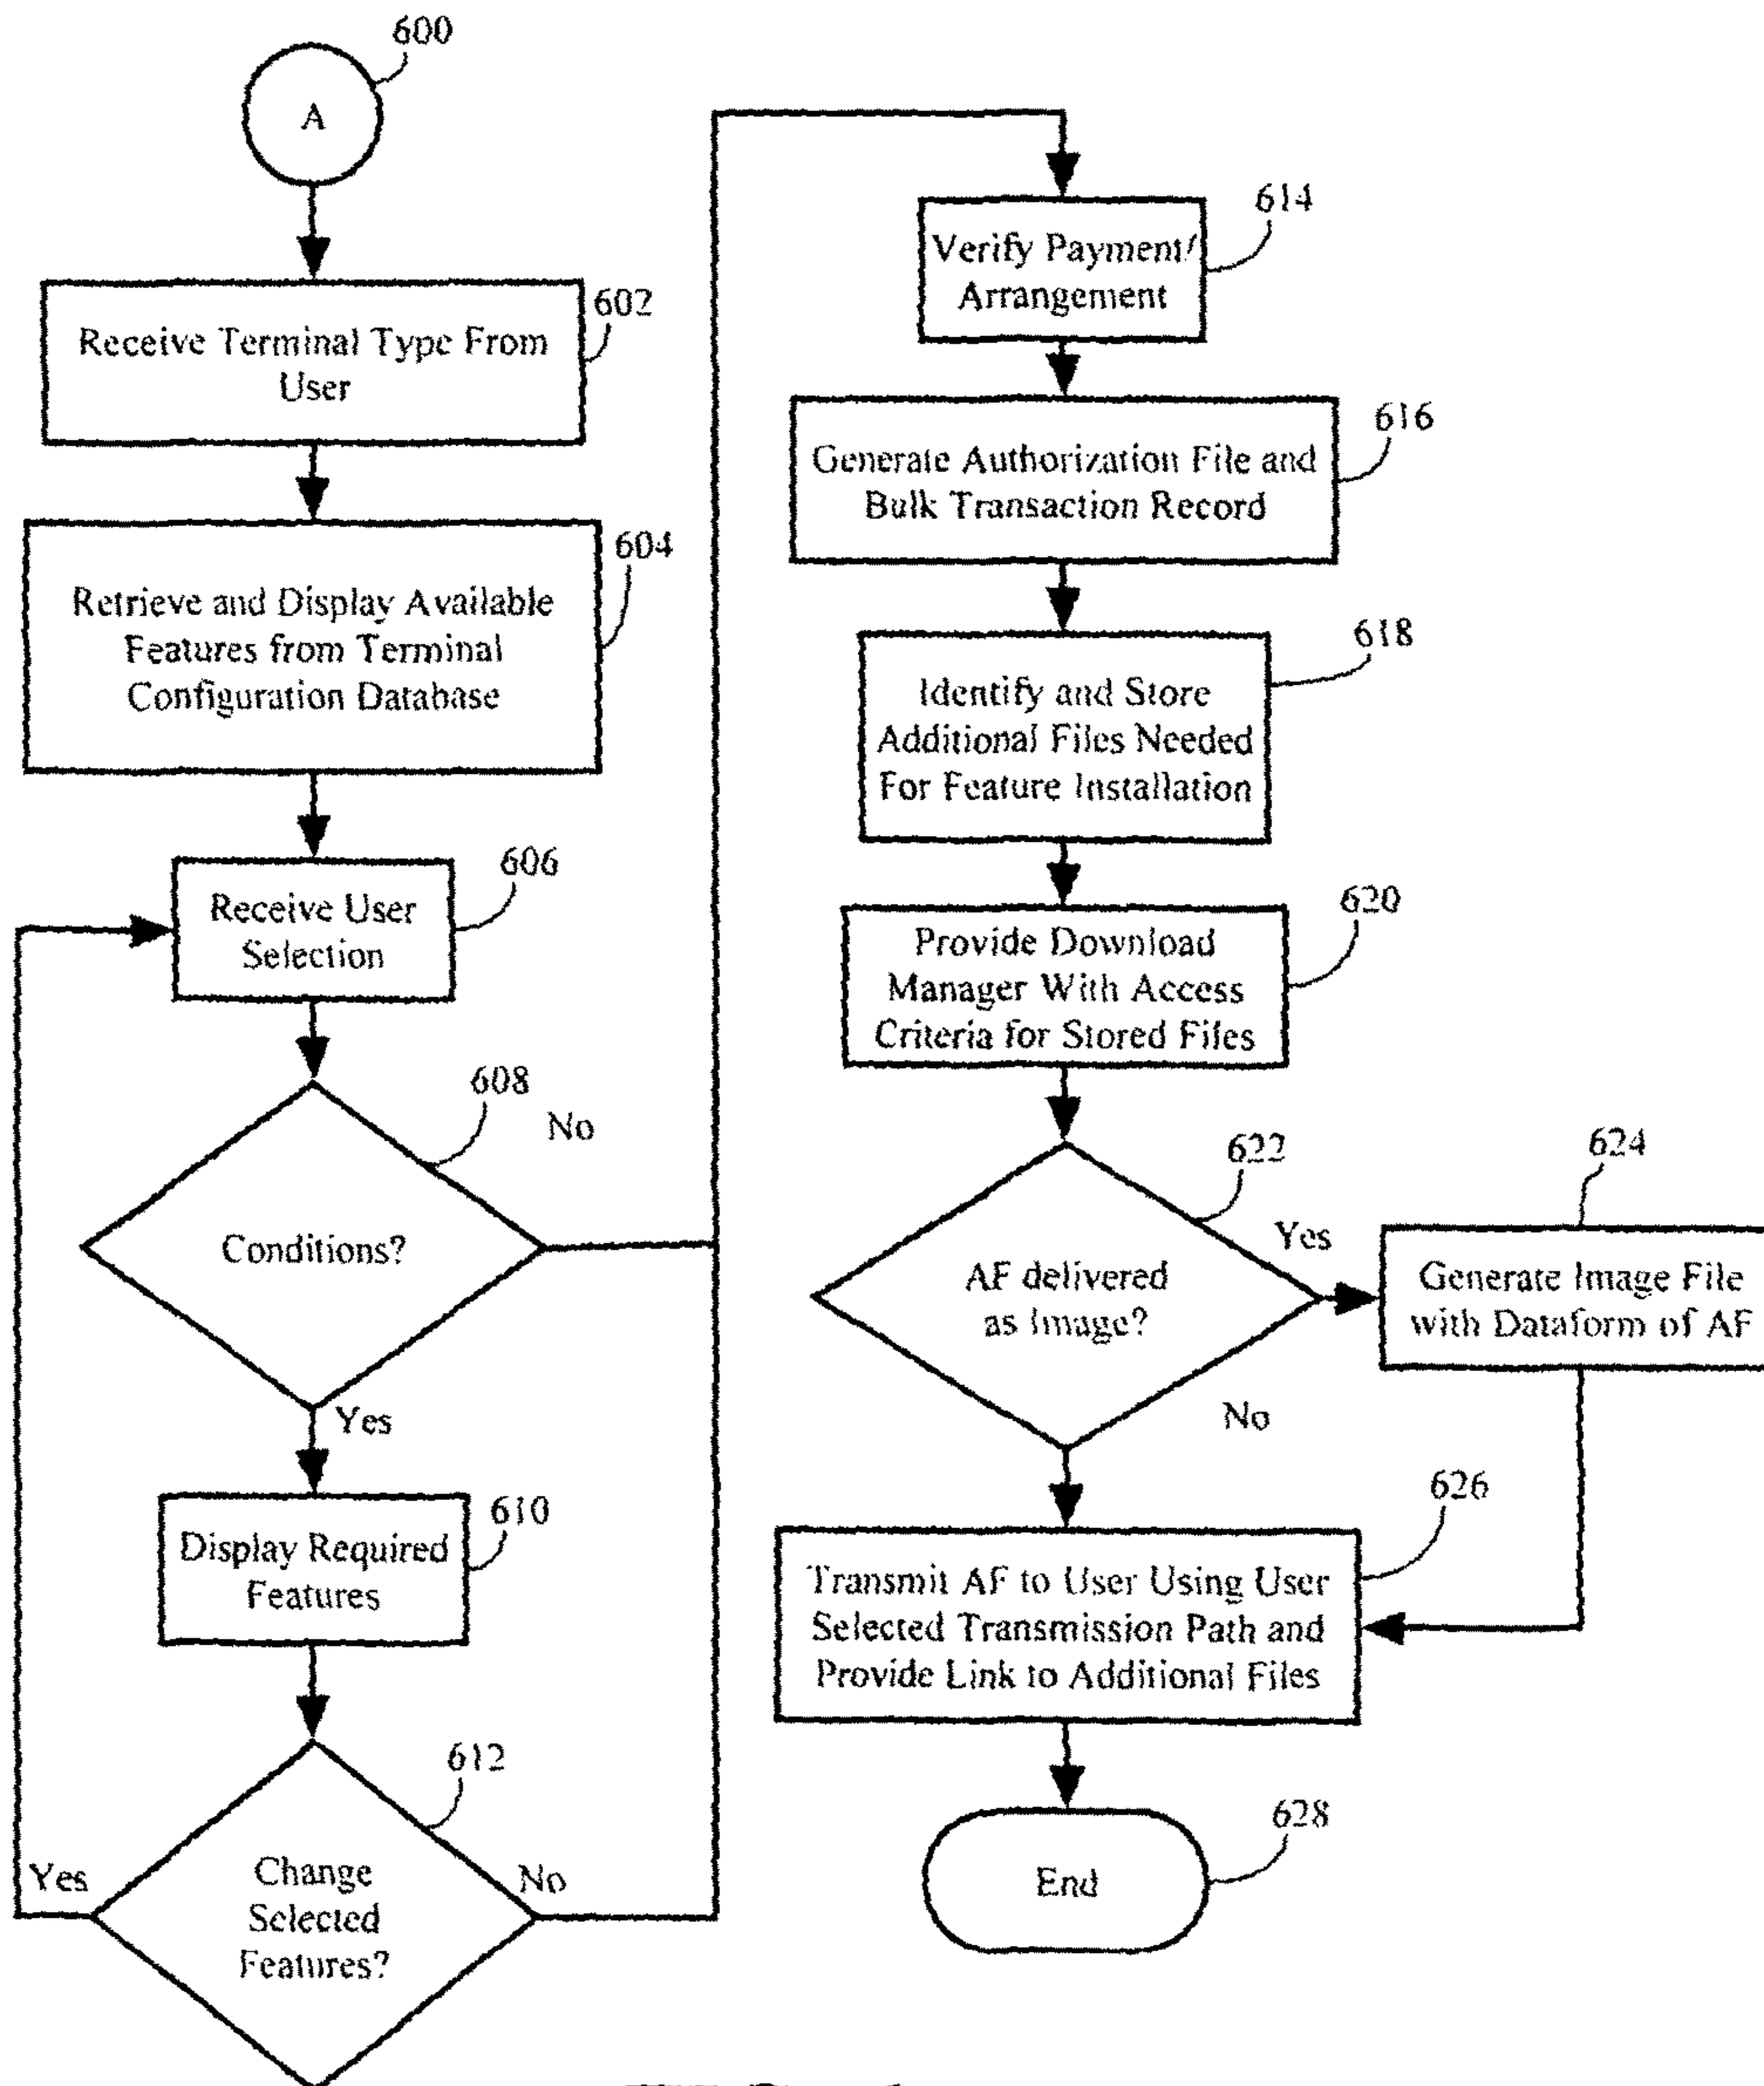 600
A
602
Receive Terminal Type From
User
604
Retrieve and Display Available
Features from Terminal
Configuration Database
606
Receive User
Selection
608
No
Conditions?
Yes
610
Display Required
Features
612
Yes
No
Change
Selected
Features?
614
Verify Payment/
Arrangement
616
Generate Authorization File and
Bulk Transaction Record
618
Identify and Store
Additional Files Needed
For Feature Installation
620
Provide Download
Manager With Access
Criteria for Stored Files
622
Yes
AF delivered
as Image?
No
624
Generate Image File
with Dataform of AF
626
Transmit AF to User Using User
Selected Transmission Path and
Provide Link to Additional Files
628
End